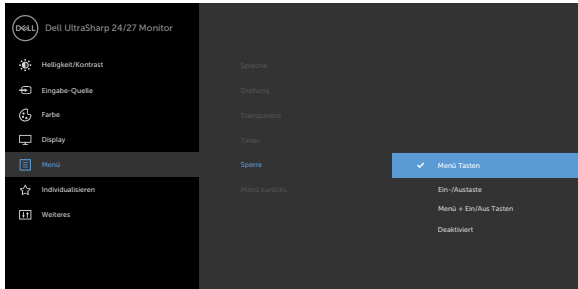 DELL Dell UltraSharp 24/27 Monitor
Helligkeit/Kontrast
Sprache
Eingabe-Quelle
Drehung
Farbe
Transparenz
Display
Timer
Menü
Sperre
Menü Tasten
Individualisieren
Menü zurücks.
Ein-/Austaste
Menü + Ein/Aus Tasten
Weiteres
Deaktiviert